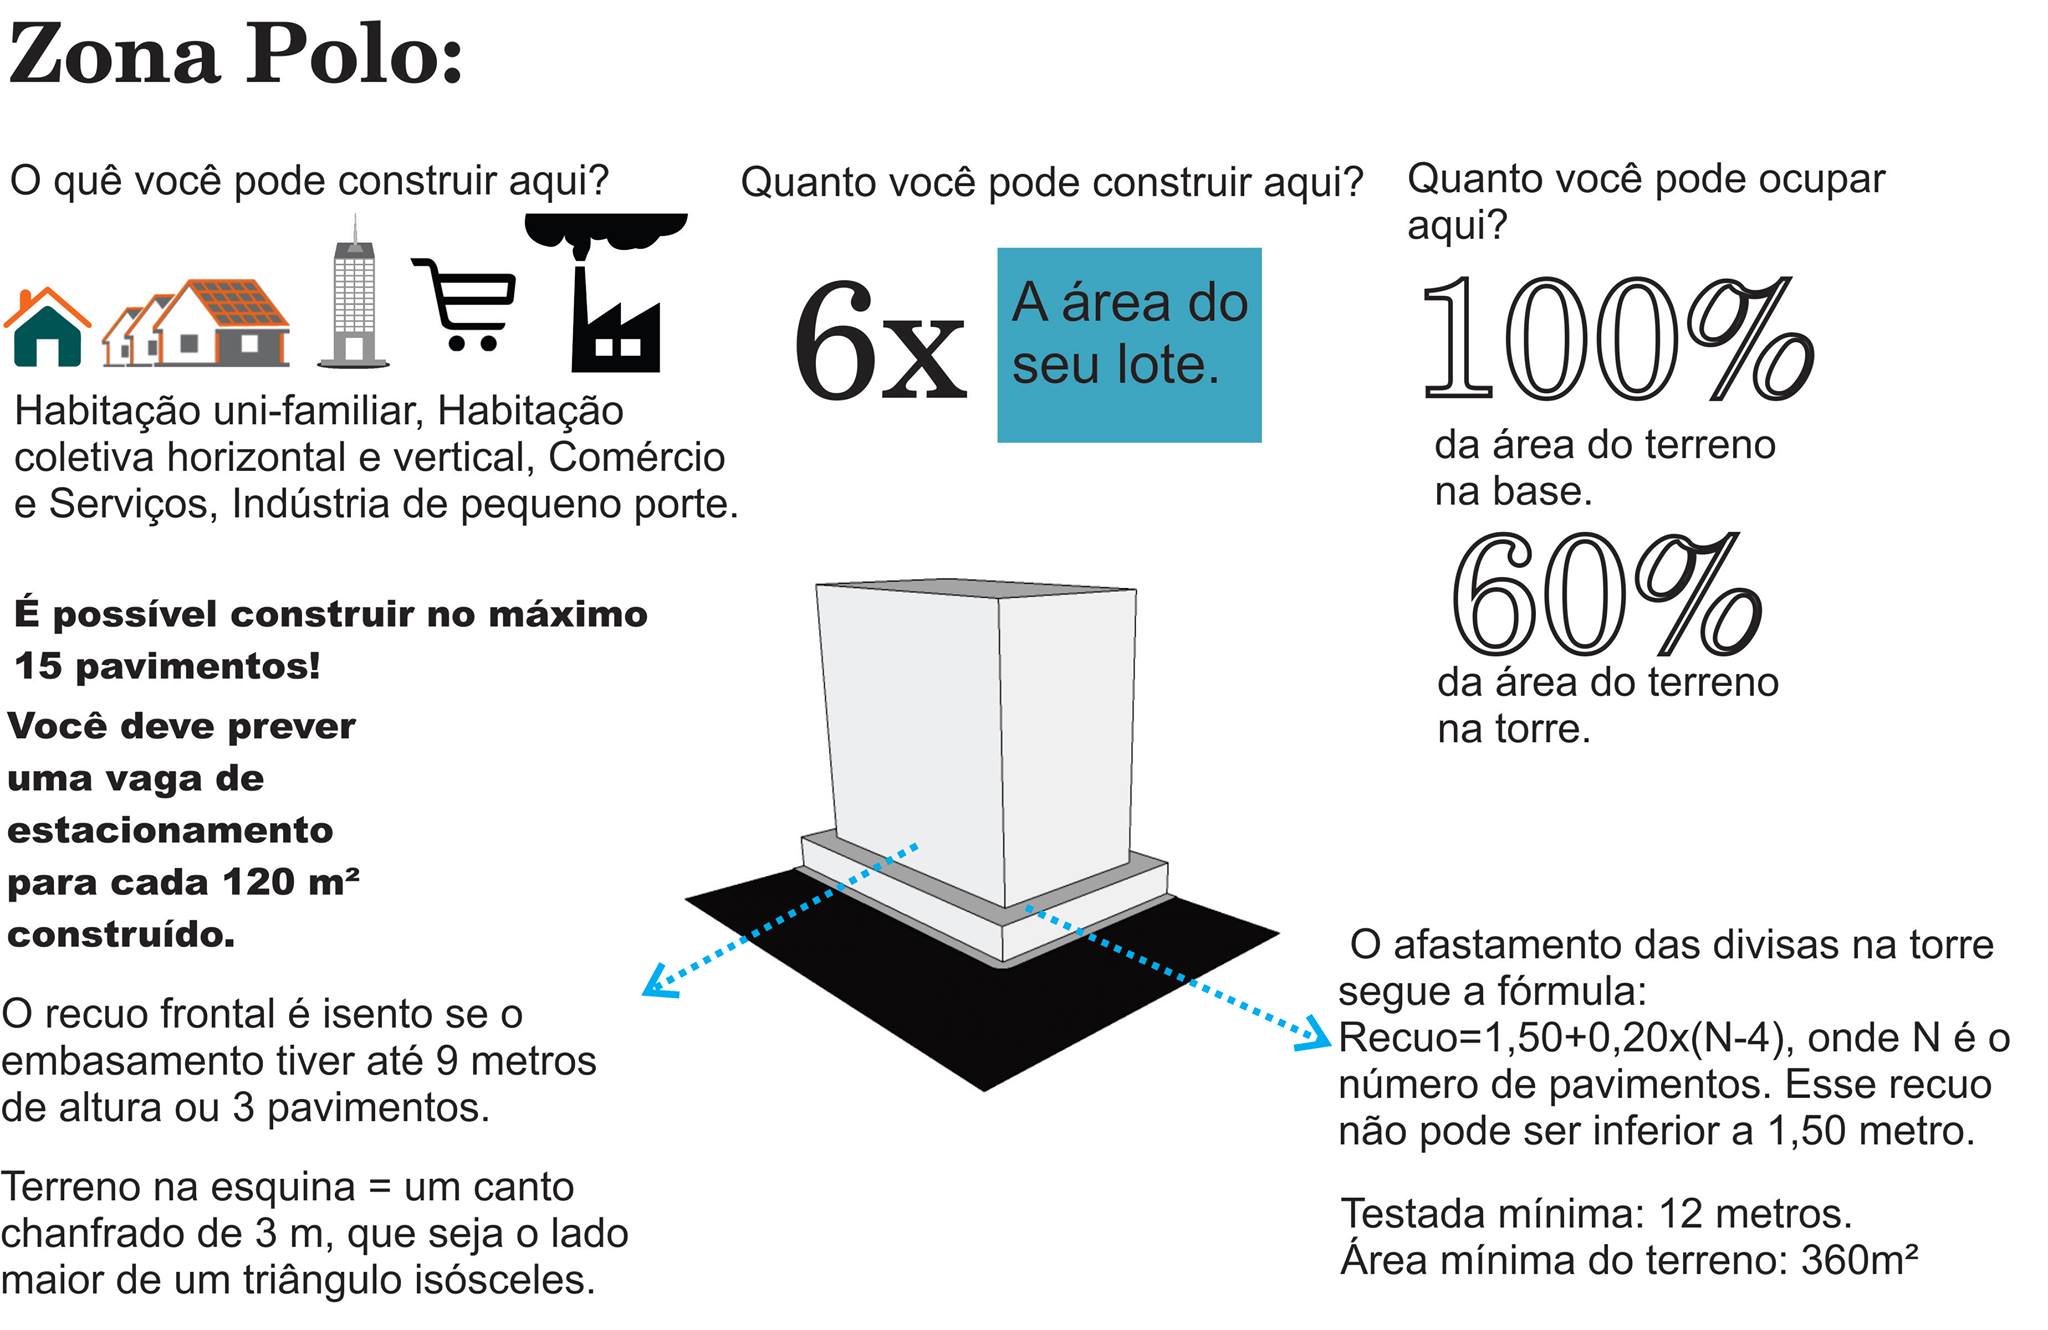 Zona Polo:
O quê você pode construir aqui?
Habitação uni-familiar, Habitação
coletiva horizontal e vertical, Comércio
e Serviços, Indústria de pequeno porte.
Quanto você pode construir aqui?
6x
A área do
seu lote.
Quanto você pode ocupar
aqui?
100%
da área do terreno
na base.
60%
da área do terreno
na torre.
É possível construir no máximo
15 pavimentos!
Você deve prever
uma vaga de
estacionamento
para cada 120 m²
construído.
O recuo frontal é isento se o
embasamento tiver até 9 metros
de altura ou 3 pavimentos.
Terreno na esquina = um canto
chanfrado de 3 m, que seja o lado
maior de um triângulo isósceles.
O afastamento das divisas na torre
segue a fórmula:
Recuo=1,50+0,20x(N-4), onde N é o
número de pavimentos. Esse recuo
não pode ser inferior a 1,50 metro.
Testada mínima: 12 metros.
Área mínima do terreno: 360m²